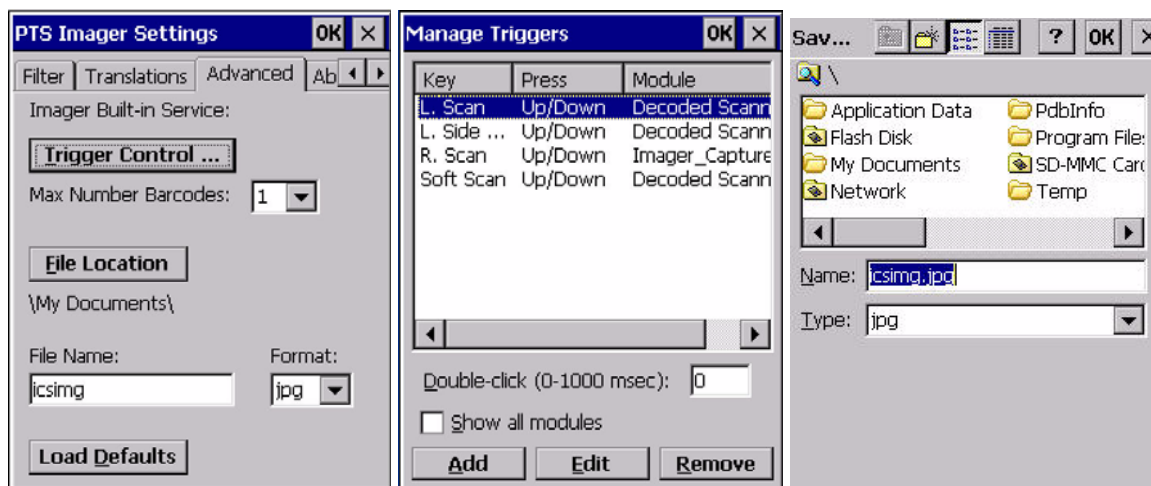 PTS Imager Settings OK ×
Filter Translations Advanced Ab
Imager Built-in Service:
Trigger Control ...
Max Number Barcodes: 1
File Location
\My Documents\
File Name: Format:
icsimg jpg
Load Defaults
Manage Triggers OK ×
Key Press Module
L. Scan Up/Down Decoded Scann
L. Side ... Up/Down Decoded Scann
R. Scan Up/Down Imager_Capture
Soft Scan Up/Down Decoded Scann
Double-click (0-1000 msec): 0
Show all modules
Add Edit Remove
Sav... ? OK ×
\
Application Data PdbInfo
Flash Disk Program File:
My Documents SD-MMC Card
Network Temp
Name: icsimg.jpg
Type: jpg